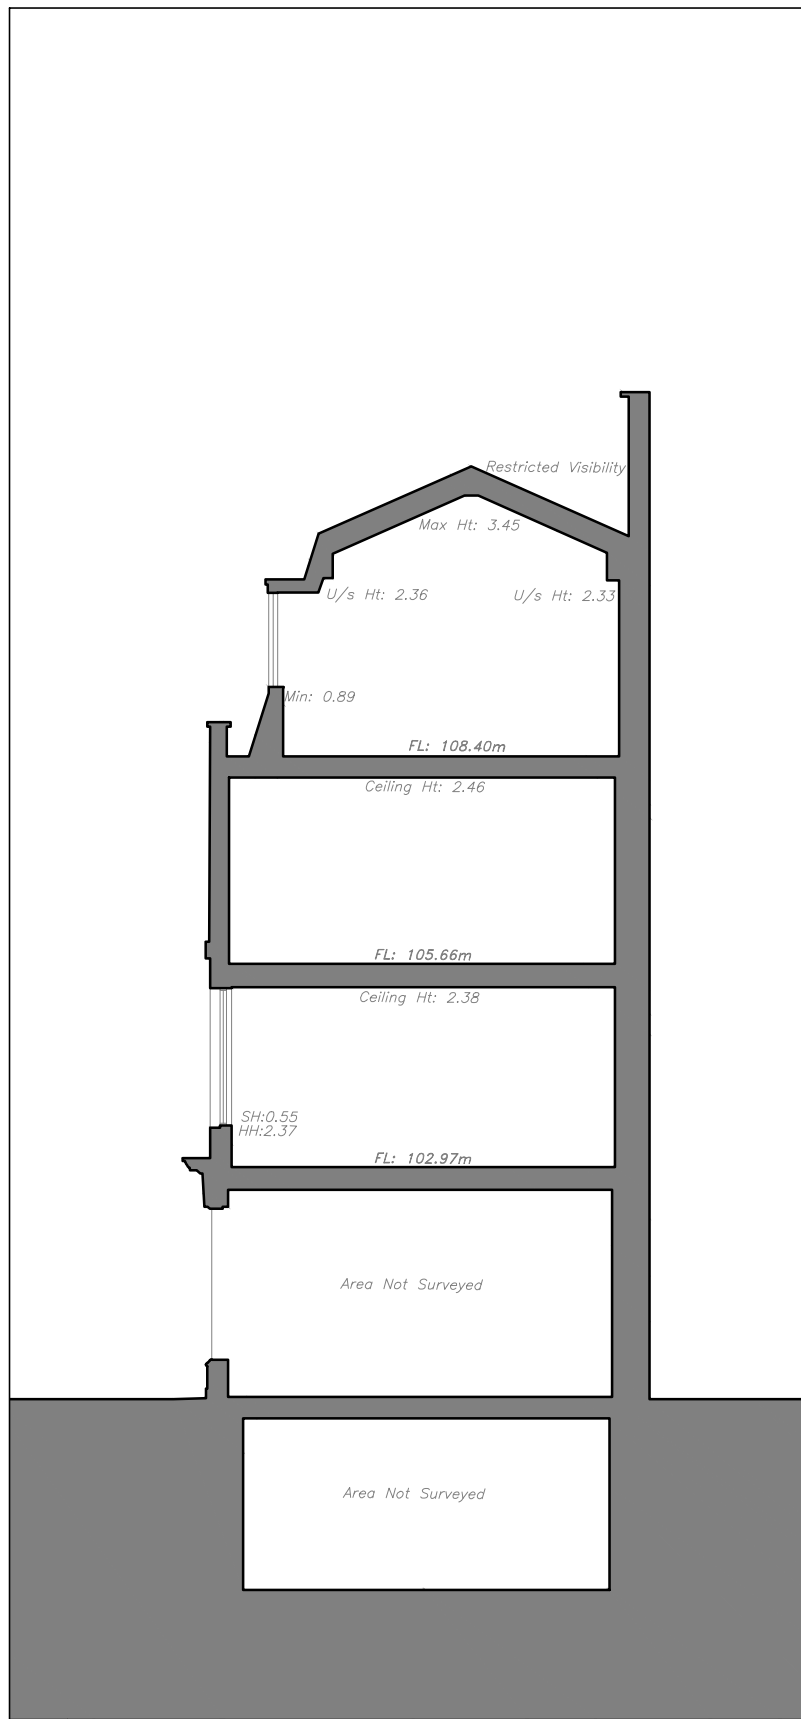 Restricted Visibility
Max Ht: 3.45
U/s Ht: 2.36
U/s Ht: 2.33
Min: 0.89
FL: 108.40m
Ceiling Ht: 2.46
FL: 105.66m
Ceiling Ht: 2.38
SH:0.55
HH:2.37
FL: 102.97m
Area Not Surveyed
Area Not Surveyed